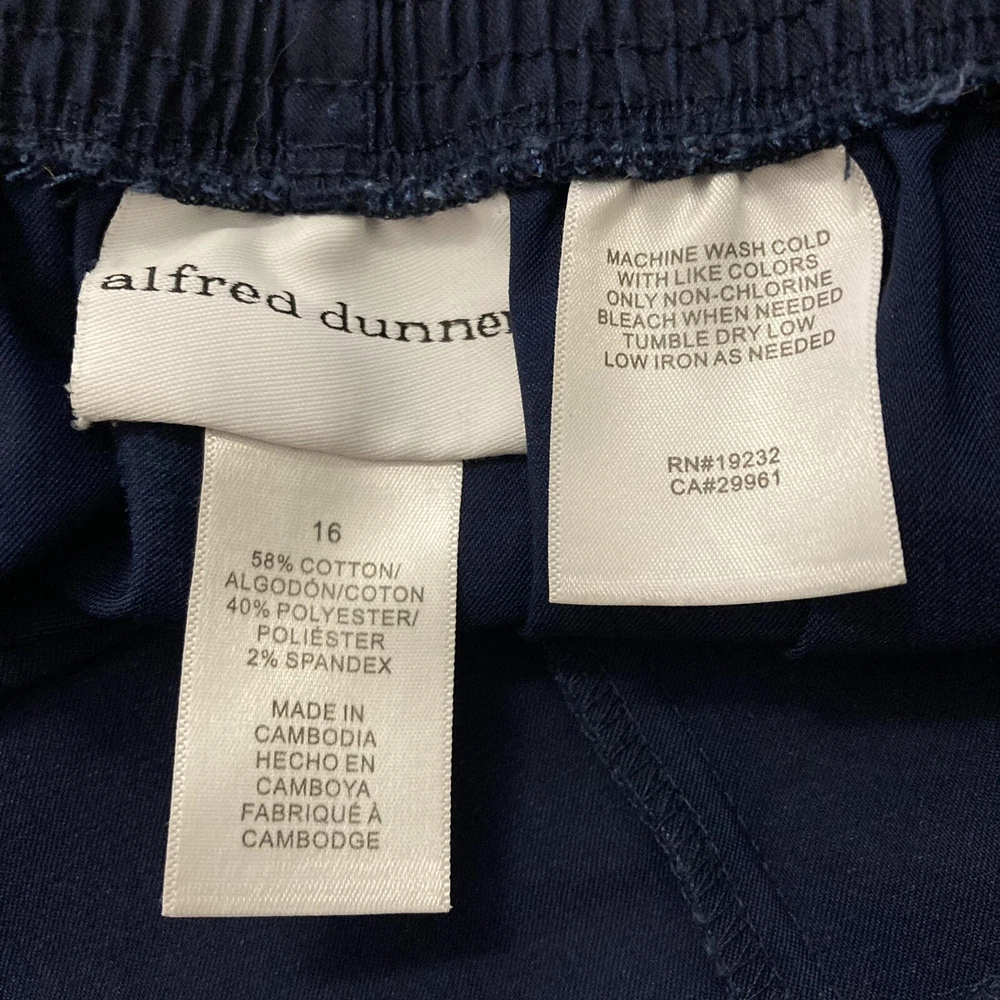 alfred dunner
16
58% COTTON/
ALGODÓN/COTON
40% POLYESTER/
POLIÉSTER
2% SPANDEX
MADE IN
CAMBODIA
HECHO EN
CAMBOYA
FABRIQUÉ À
CAMBODGE
MACHINE WASH COLD
WITH LIKE COLORS
ONLY NON-CHLORINE
BLEACH WHEN NEEDED
TUMBLE DRY LOW
LOW IRON AS NEEDED
RN#19232
CA#29961